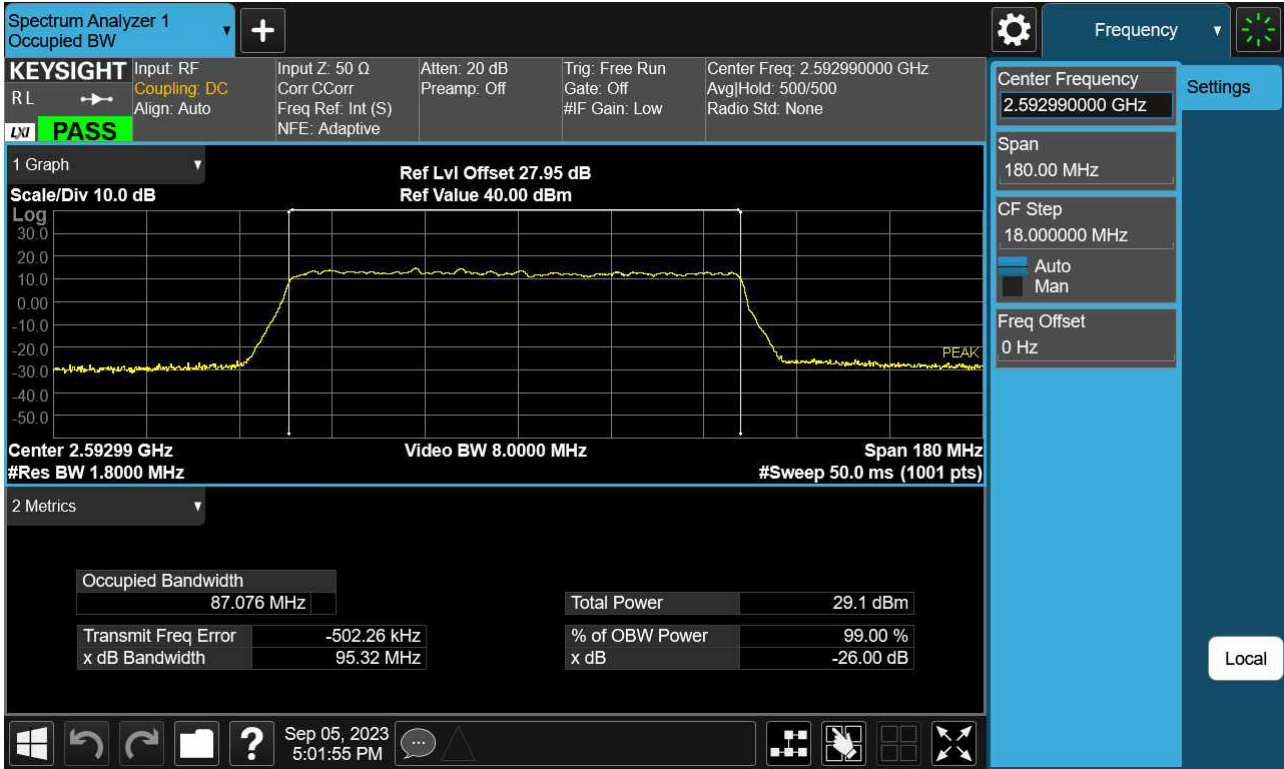 Spectrum Analyzer 1
Occupied BW
Frequency
KEYSIGHT
R L
LXI
PASS
Input: RF
Coupling: DC
Align: Auto
Input Z: 50 Ω
Corr CCorr
Freq Ref: Int (S)
NFE: Adaptive
Atten: 20 dB
Preamp: Off
Trig: Free Run
Gate: Off
#IF Gain: Low
Center Freq: 2.592990000 GHz
Avg|Hold: 500/500
Radio Std: None
Center Frequency
2.592990000 GHz
Settings
Span
180.00 MHz
CF Step
18.000000 MHz
Auto
Man
Freq Offset
0 Hz
Local
1 Graph
Scale/Div 10.0 dB
Ref Lvl Offset 27.95 dB
Ref Value 40.00 dBm
Log
30.0
20.0
10.0
0.00
-10.0
-20.0
-30.0
-40.0
-50.0
PEAK
Center 2.59299 GHz
Video BW 8.0000 MHz
Span 180 MHz
#Res BW 1.8000 MHz
#Sweep 50.0 ms (1001 pts)
2 Metrics
Occupied Bandwidth
87.076 MHz
Total Power 29.1 dBm
Transmit Freq Error -502.26 kHz
% of OBW Power 99.00 %
x dB Bandwidth 95.32 MHz
x dB -26.00 dB
?
Sep 05, 2023
5:01:55 PM